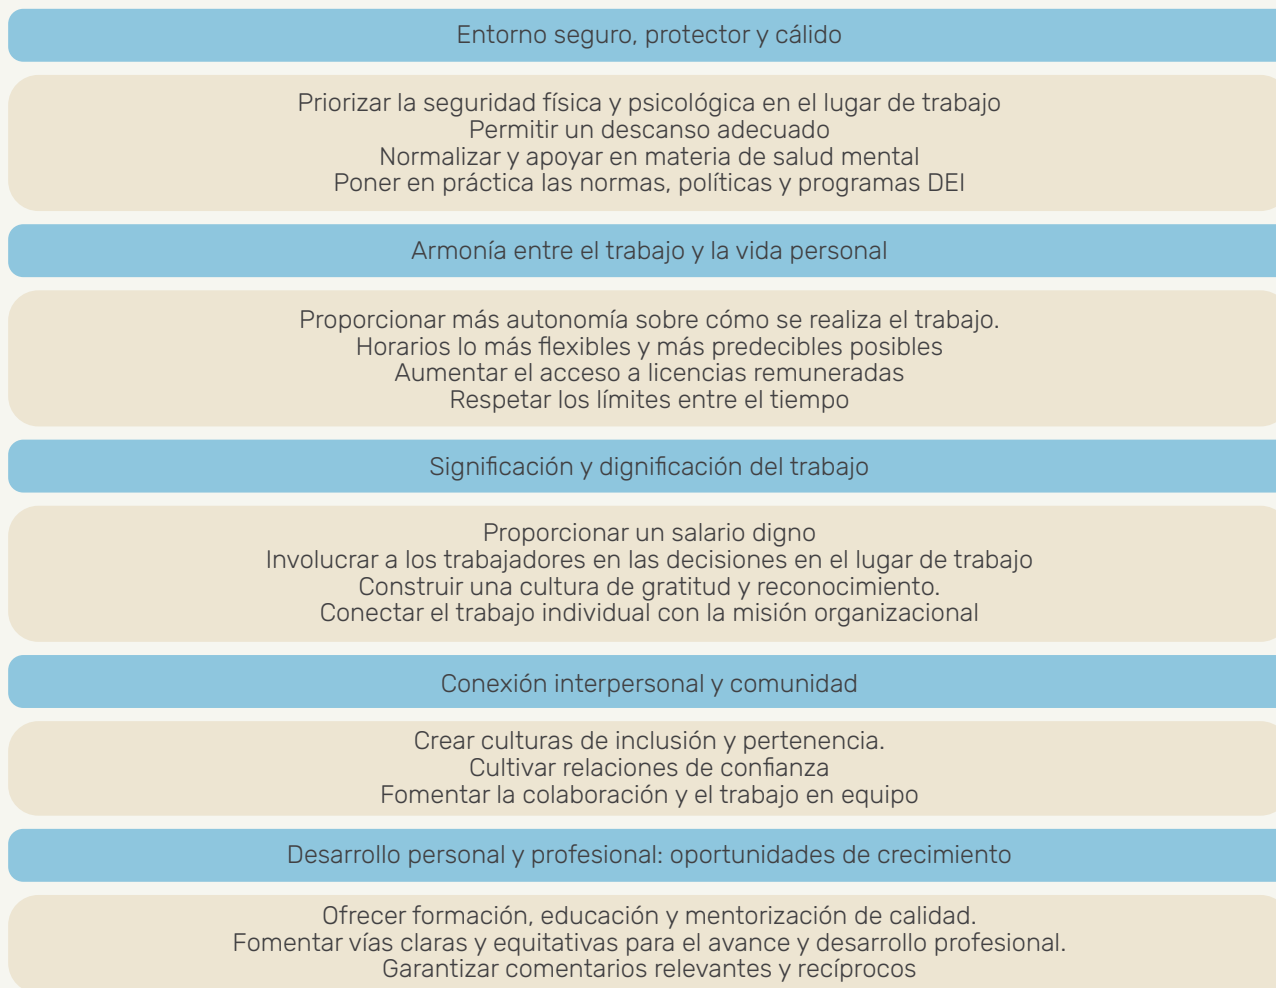 Entorno seguro, protector y cálido
Priorizar la seguridad física y psicológica en el lugar de trabajo
Permitir un descanso adecuado
Normalizar y apoyar en materia de salud mental
Poner en práctica las normas, políticas y programas DEI
Armonía entre el trabajo y la vida personal
Proporcionar más autonomía sobre cómo se realiza el trabajo.
Horarios lo más flexibles y más predecibles posibles
Aumentar el acceso a licencias remuneradas
Respetar los límites entre el tiempo
Significación y dignificación del trabajo
Proporcionar un salario digno
Involucrar a los trabajadores en las decisiones en el lugar de trabajo
Construir una cultura de gratitud y reconocimiento.
Conectar el trabajo individual con la misión organizacional
Conexión interpersonal y comunidad
Crear culturas de inclusión y pertenencia.
Cultivar relaciones de confianza
Fomentar la colaboración y el trabajo en equipo
Desarrollo personal y profesional: oportunidades de crecimiento
Ofrecer formación, educación y mentorización de calidad.
Fomentar vías claras y equitativas para el avance y desarrollo profesional.
Garantizar comentarios relevantes y recíprocos